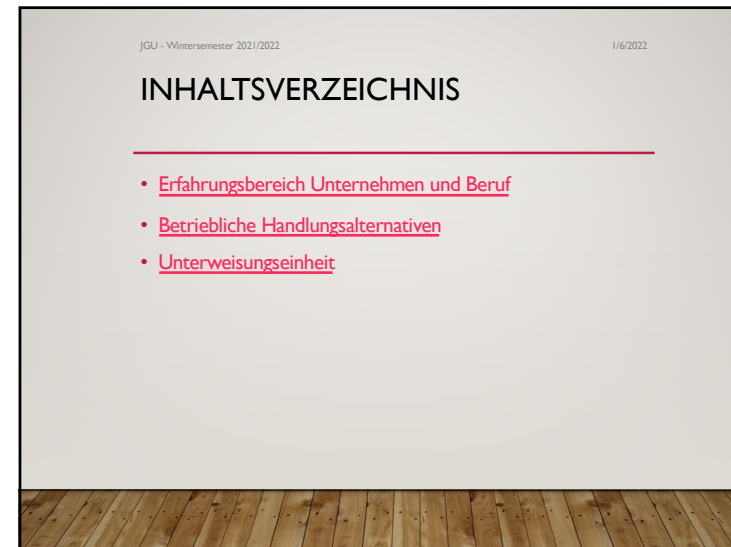 JGU - Wintersemester 2021/2022 1/6/2022
INHALTSVERZEICHNIS
• Erfahrungsbereich Unternehmen und Beruf
• Betriebliche Handlungsalternativen
• Unterweisungseinheit